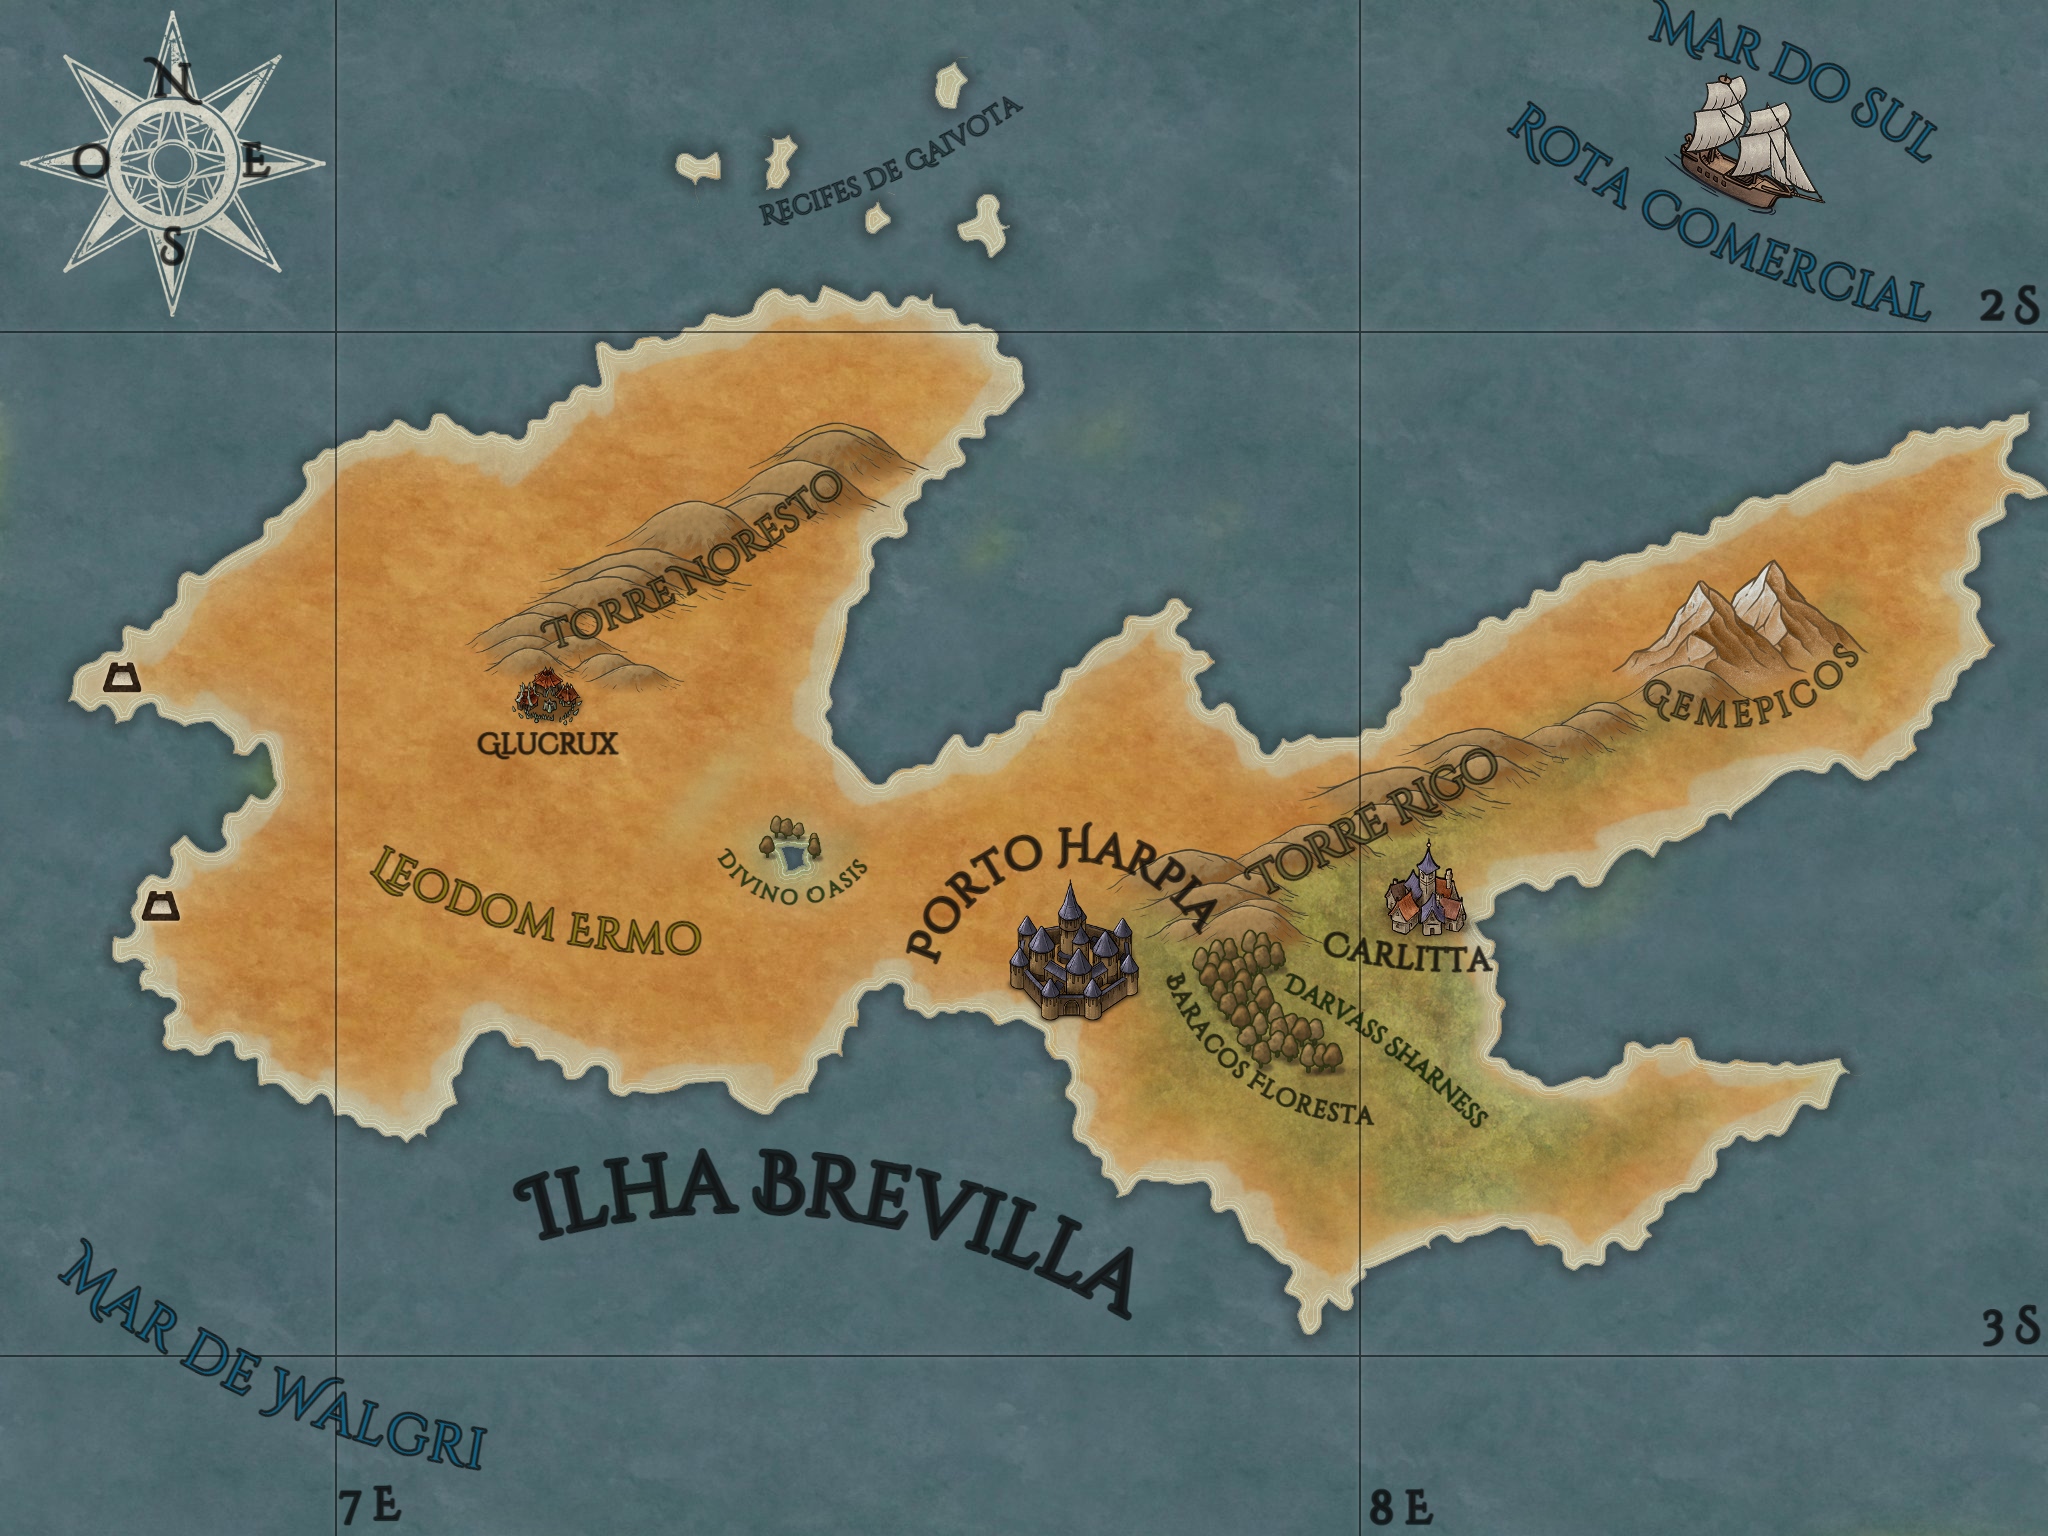 N
O
E
S
MAR DO SUL
ROTA COMERCIAL
2 S
RECIFES DE GAIVOTA
TORRE NORESTO
GLUCRUX
GEMEPICOS
TORRE RIGO
LEODOM ERMO
DIVINO OASIS
PORTO HARPIA
CARLITTA
DARVASS SHARNESS
BARACOS FLORESTA
ILHA BREVILLA
MAR DE WALGRI
3 S
7 E
8 E